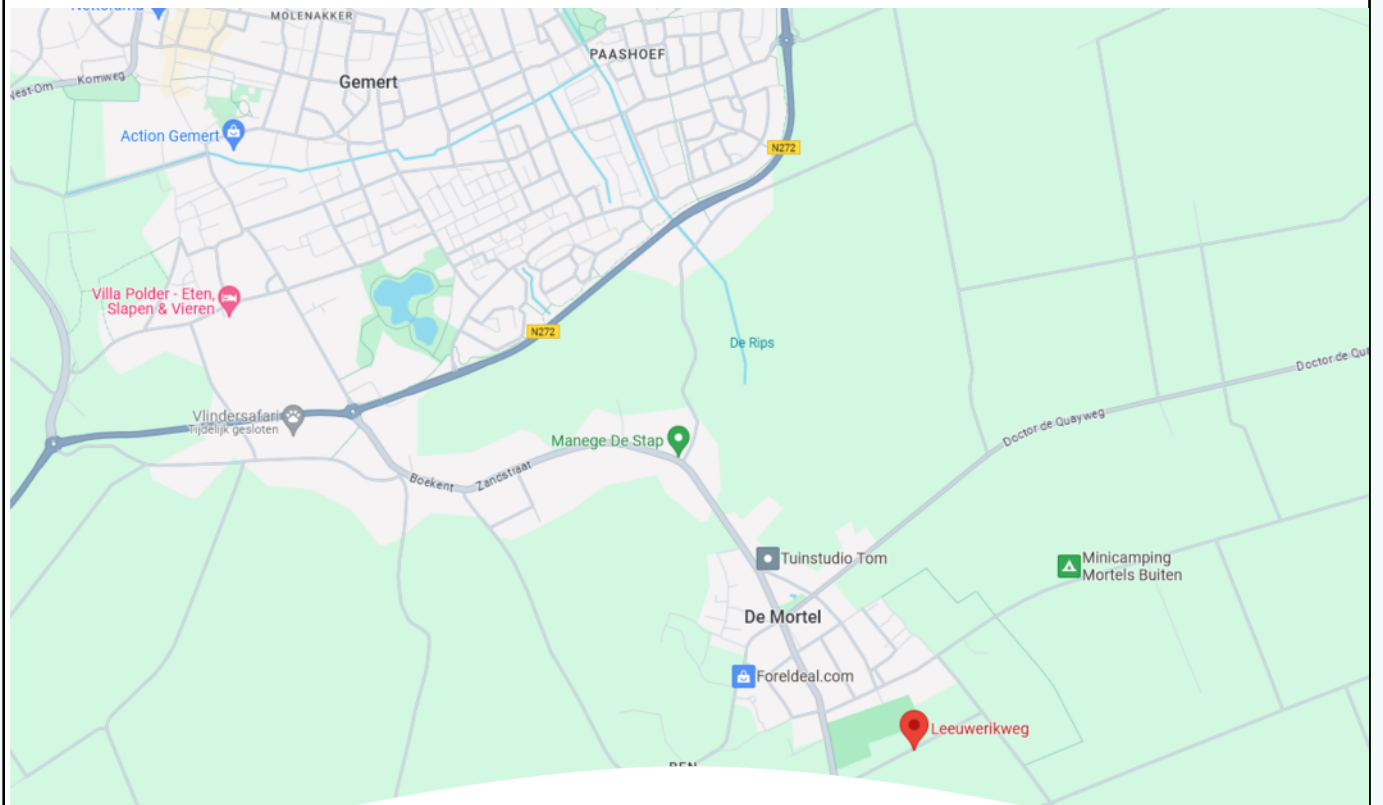 MOLENAKKER
PAASHOEF
Gemert
Komweg
Action Gemert
N272
Villa Polder - Eten,
Slapen & Vieren
N272
De Rips
Doctor de Qua
Vlindersafari
Tijdelijk gesloten
Doctor de Quayweg
Manege De Stap
Zandstraat
Boekent
Tuinstudio Tom
Minicamping
Mortels Buiten
De Mortel
Foreldeal.com
Leeuwerikweg